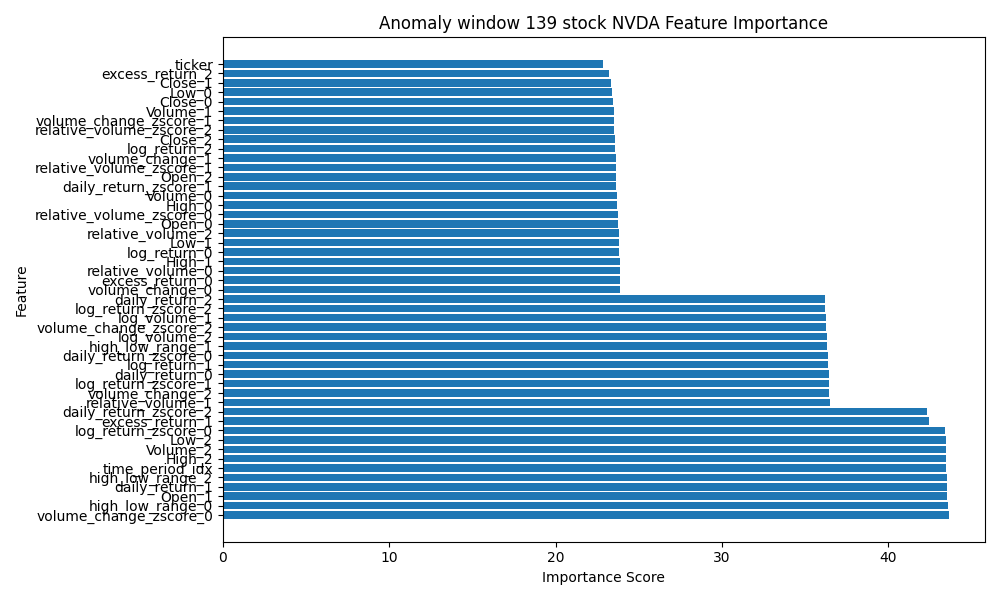 Anomaly window 139 stock NVDA Feature Importance
ticker
excess_return_2
Close_1
Low_0
Close_0
Volume_1
volume_change_zscore_1
relative_volume_zscore_2
Close_2
log_return_2
volume_change_1
relative_volume_zscore_1
Open_2
daily_return_zscore_1
Volume_0
High_0
relative_volume_zscore_0
Open_0
relative_volume_2
Low_1
log_return_0
High_1
relative_volume_0
excess_return_0
volume_change_0
daily_return_2
log_return_zscore_2
log_volume_1
volume_change_zscore_2
log_volume_2
high_low_range_1
daily_return_zscore_0
log_return_1
daily_return_0
log_return_zscore_1
volume_change_2
relative_volume_1
daily_return_zscore_2
excess_return_1
log_return_zscore_0
Low_2
Volume_2
High_2
time_period_idx
high_low_range_2
daily_return_1
Open_1
high_low_range_0
volume_change_zscore_0
Feature
0 10 20 30 40
Importance Score